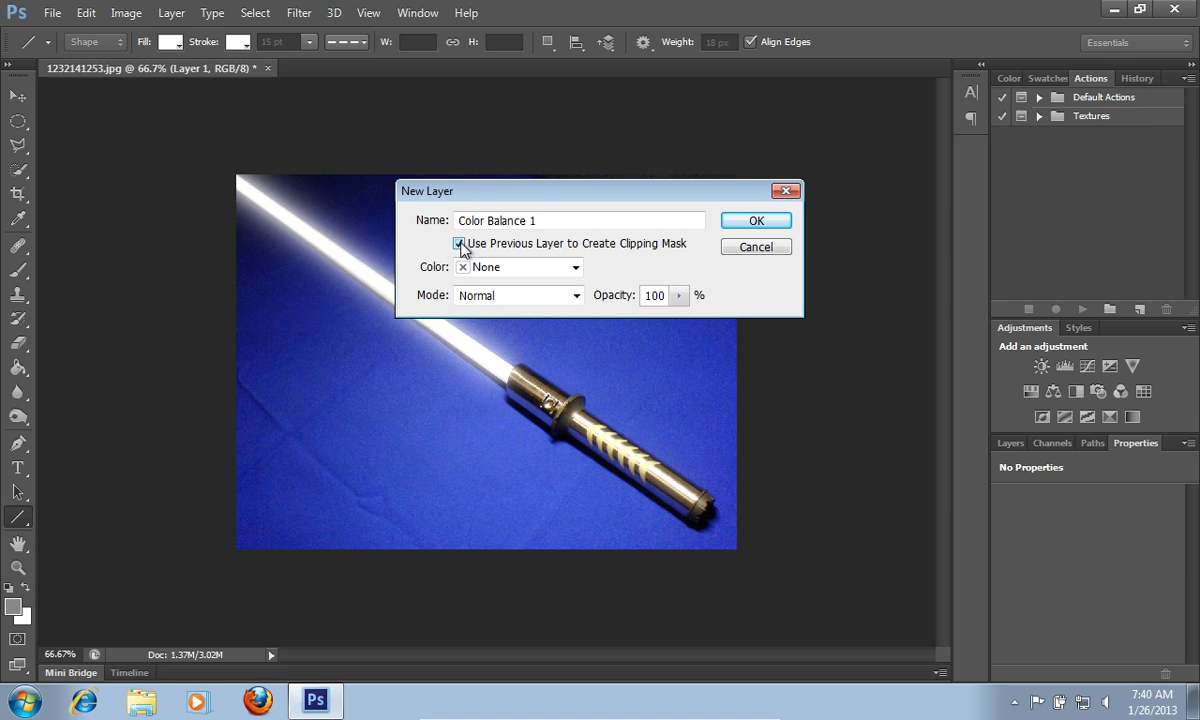 Ps File Edit Image Layer Type Select Filter 3D View Window Help
Shape Fill: Stroke: 15 pt W: H: Weight: 18 px Align Edges Essentials
1232141253.jpg @ 66.7% (Layer 1, RGB/8) * ×
Color Swatches Actions History
Default Actions
Textures
New Layer
Name: Color Balance 1 OK
Use Previous Layer to Create Clipping Mask Cancel
Color: None
Mode: Normal Opacity: 100 %
Adjustments Styles
Add an adjustment
Layers Channels Paths Properties
No Properties
66.67% Doc: 1.37M/3.02M
Mini Bridge Timeline
Ps
7:40 AM
1/26/2013